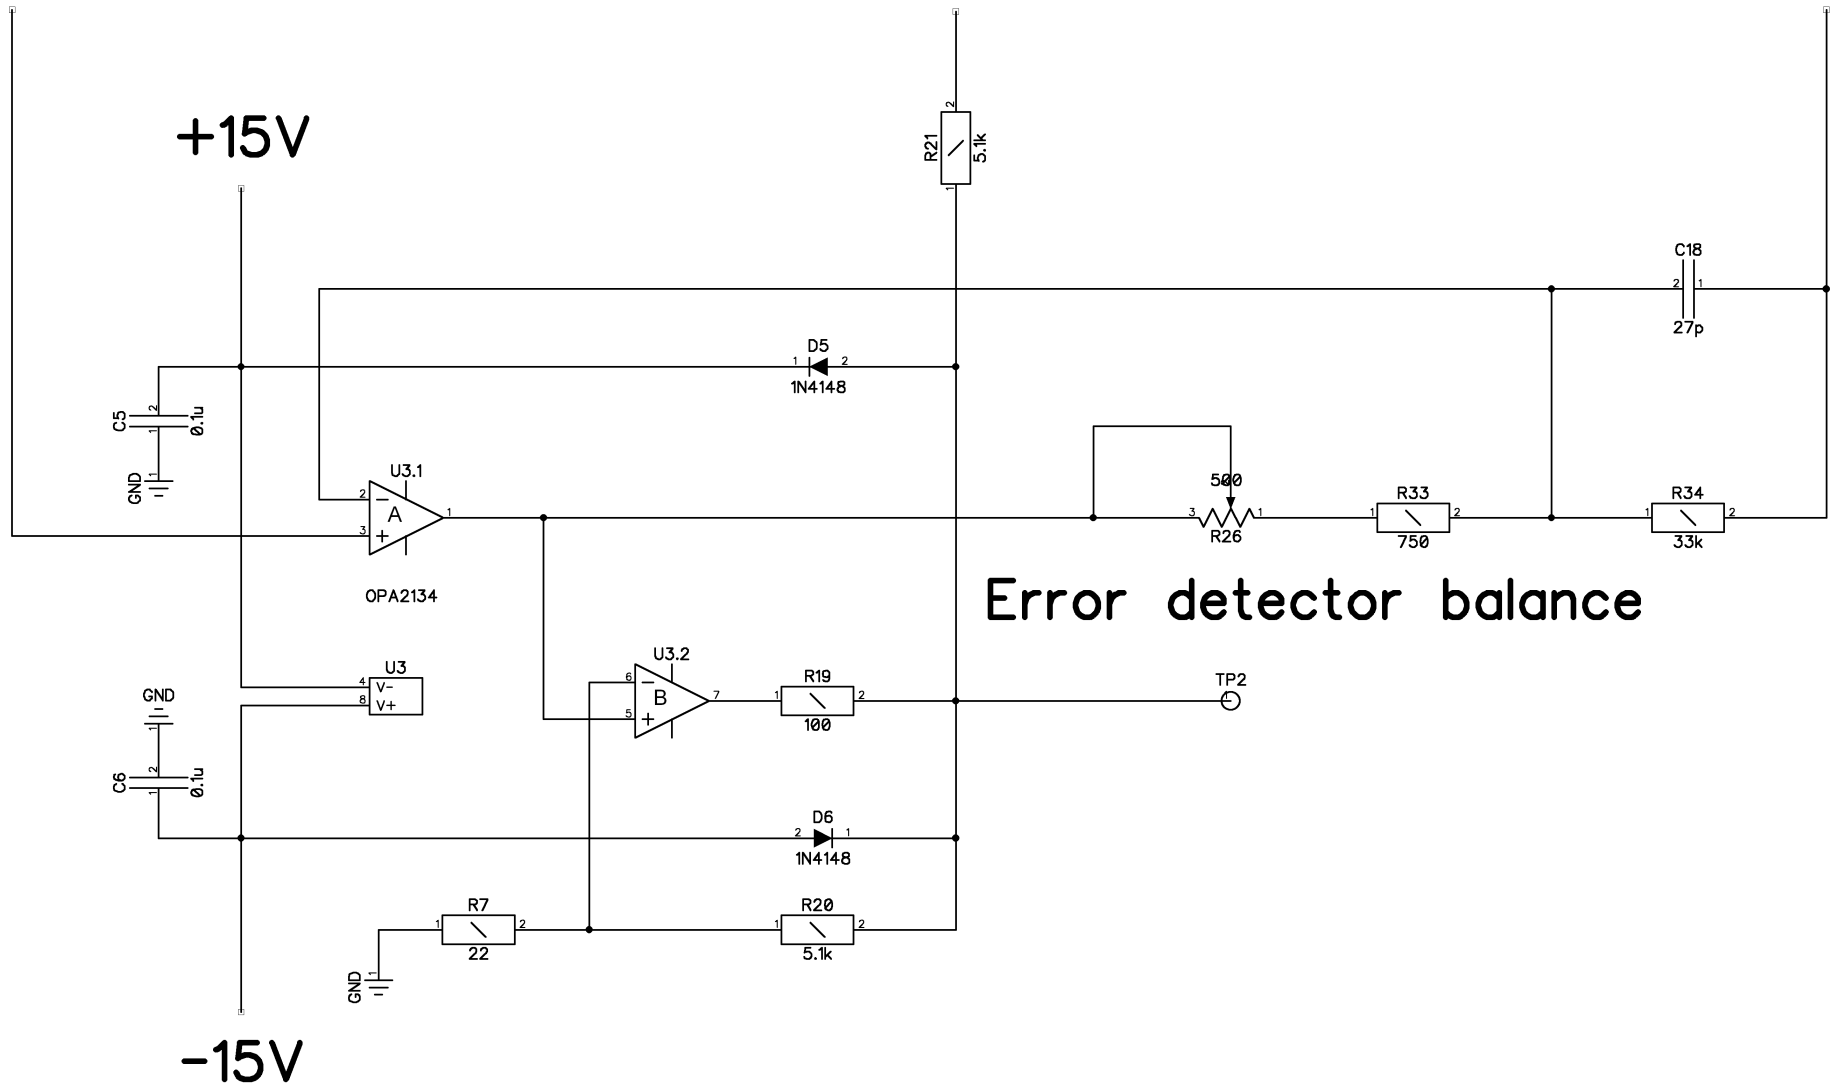 +15V
2
R21
5.1k
1
C18
2 1
27p
D5
1 2
1N4148
2
C5
0.1u
1
1
GND
U3.1
2
A
1
3
OPA2134
500
3 1
R26
R33
1 2
750
R34
1 2
33k
Error detector balance
U3
4 V-
8 V+
GND
1
2
C6
0.1u
1
U3.2
6
B
7
5
R19
1 2
100
TP2
1
D6
2 1
1N4148
R7
1 2
22
R20
1 2
5.1k
1
GND
-15V